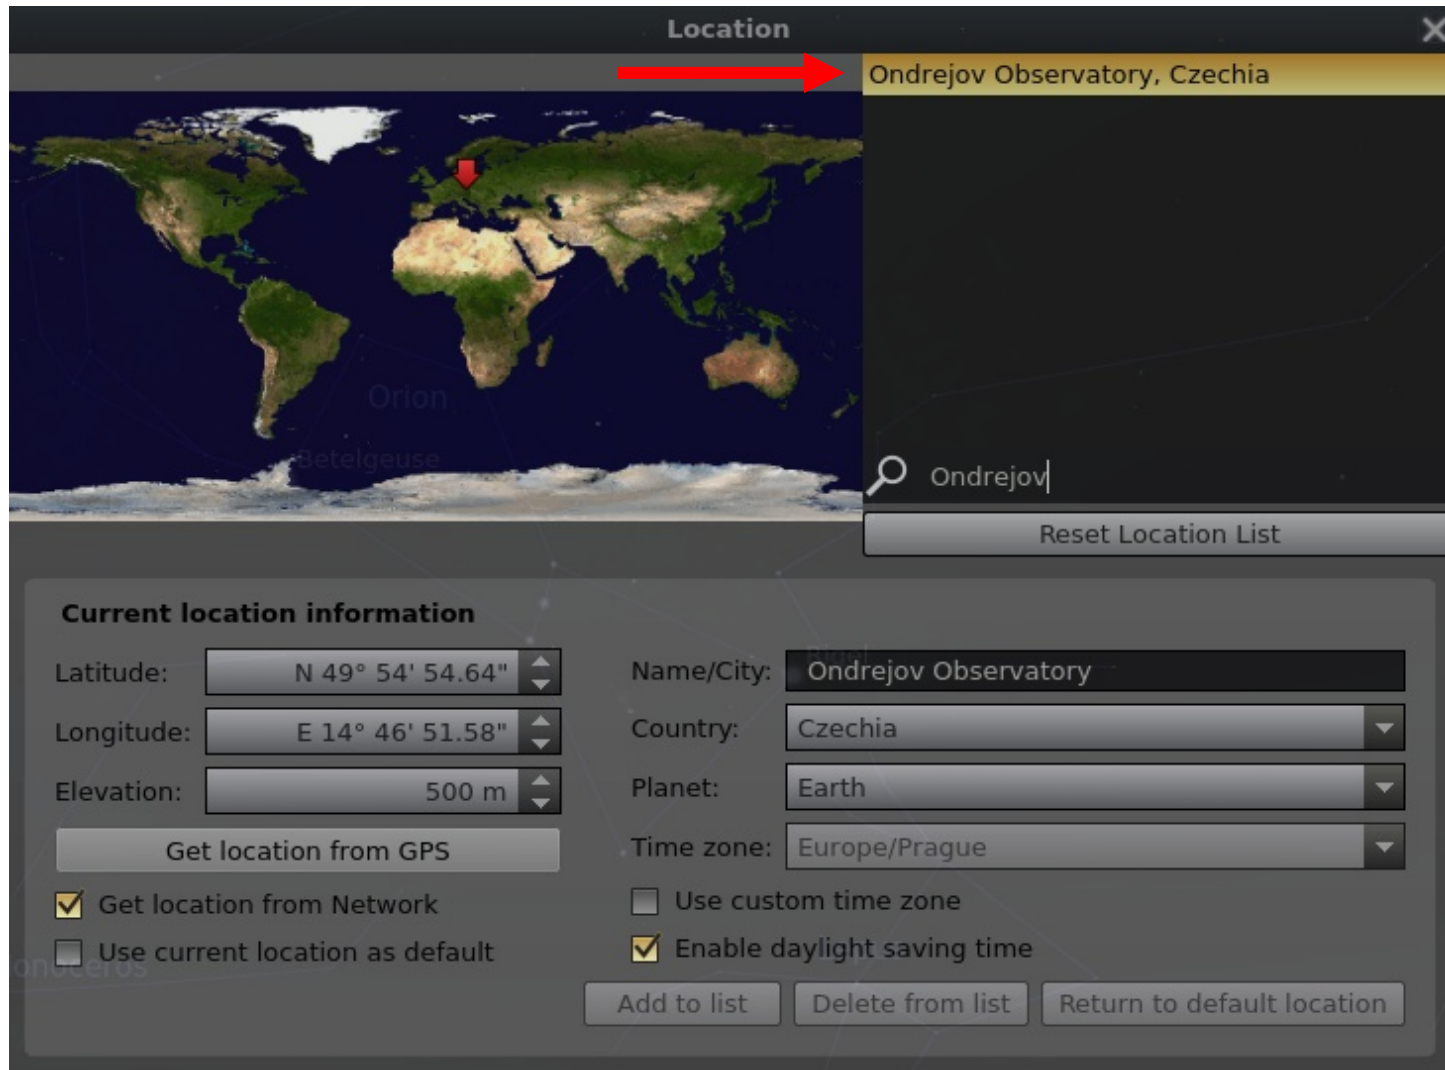 Location
Ondrejov Observatory, Czechia
Orion
Betelgeuse
Ondrejov
Reset Location List
Current location information
Latitude: N 49° 54' 54.64"
Longitude: E 14° 46' 51.58"
Elevation: 500 m
Get location from GPS
Get location from Network
Use current location as default
onoceros
Rigel
Name/City: Ondrejov Observatory
Country: Czechia
Planet: Earth
Time zone: Europe/Prague
Use custom time zone
Enable daylight saving time
Add to list Delete from list Return to default location